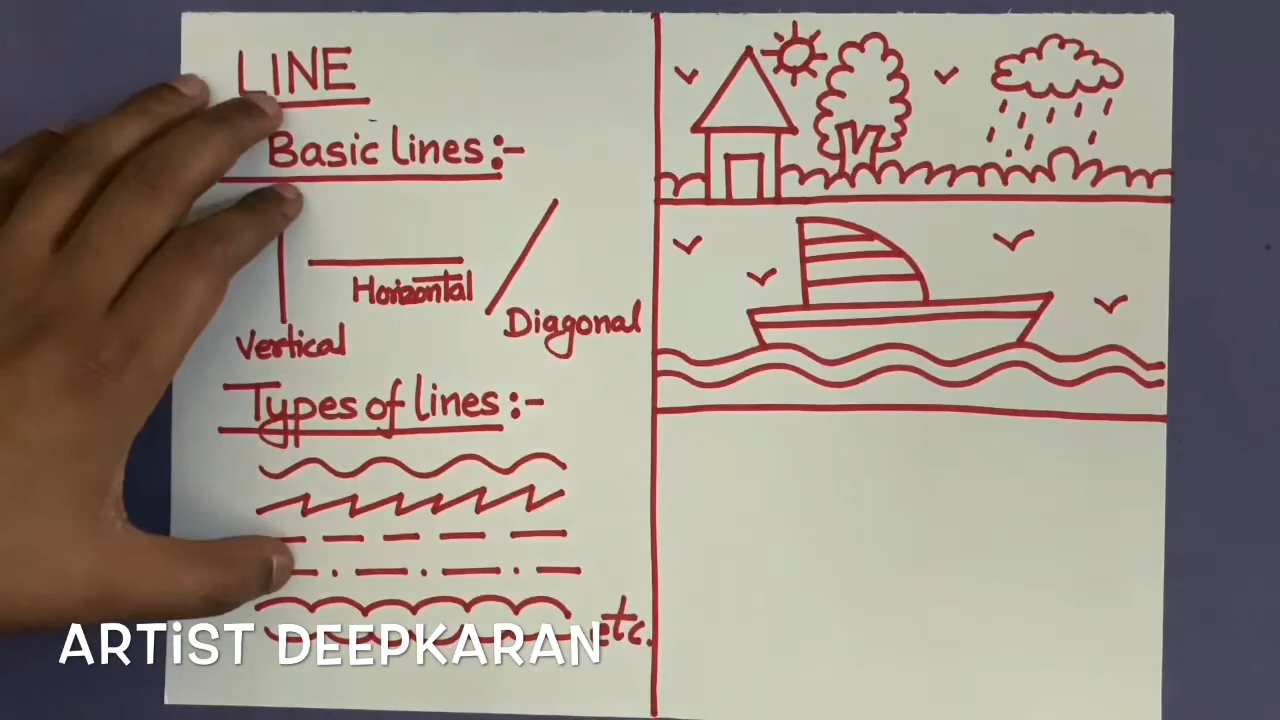 LINE
Basic lines:-
Vertical
Horizontal
Diagonal
Types of lines:-
etc.
ARTiST DEEPKARAN